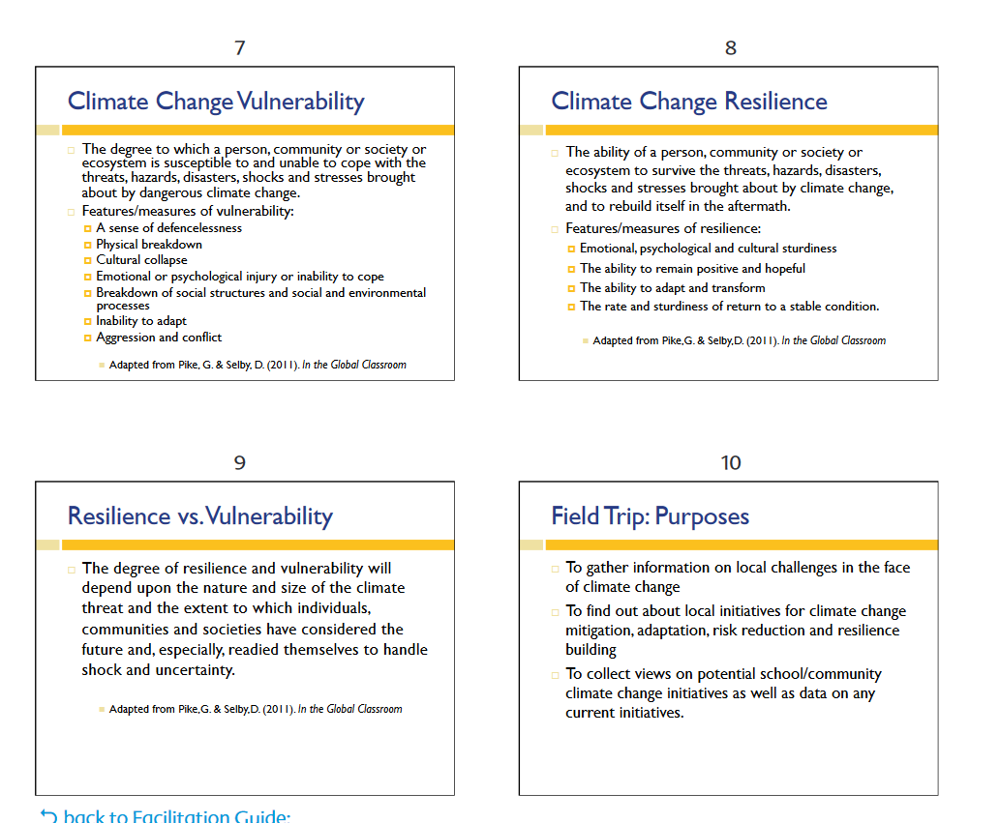 7
Climate Change Vulnerability
The degree to which a person, community or society or
ecosystem is susceptible to and unable to cope with the
threats, hazards, disasters, shocks and stresses brought
about by dangerous climate change.
Features/measures of vulnerability:
A sense of defencelessness
Physical breakdown
Cultural collapse
Emotional or psychological injury or inability to cope
Breakdown of social structures and social and environmental
processes
Inability to adapt
Aggression and conflict
Adapted from Pike, G. & Selby, D. (2011). In the Global Classroom
8
Climate Change Resilience
The ability of a person, community or society or
ecosystem to survive the threats, hazards, disasters,
shocks and stresses brought about by climate change,
and to rebuild itself in the aftermath.
Features/measures of resilience:
Emotional, psychological and cultural sturdiness
The ability to remain positive and hopeful
The ability to adapt and transform
The rate and sturdiness of return to a stable condition.
Adapted from Pike,G. & Selby,D. (2011). In the Global Classroom
9
Resilience vs. Vulnerability
The degree of resilience and vulnerability will
depend upon the nature and size of the climate
threat and the extent to which individuals,
communities and societies have considered the
future and, especially, readied themselves to handle
shock and uncertainty.
Adapted from Pike,G. & Selby,D. (2011). In the Global Classroom
10
Field Trip: Purposes
To gather information on local challenges in the face
of climate change
To find out about local initiatives for climate change
mitigation, adaptation, risk reduction and resilience
building
To collect views on potential school/community
climate change initiatives as well as data on any
current initiatives.
back to Facilitation Guide: